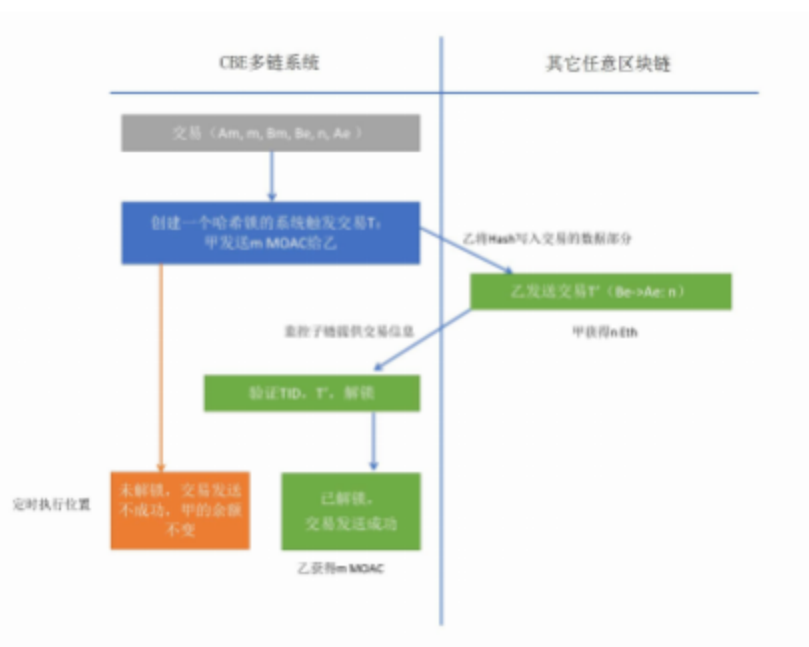 CBE多链系统
其它任意区块链
交易（Am, m, Bm, Be, n, Ae ）
创建一个哈希锁的系统触发交易T：
甲发送m MOAC给乙
乙将Hash写入交易的数据部分
乙发送交易T'（Be->Ae: n）
甲获得n Eth
监控子链提供交易信息
验证TID，T'，解锁
定时执行位置
未解锁，交易发送
不成功，甲的余额
不变
已解锁，
交易发送成功
乙获得m MOAC